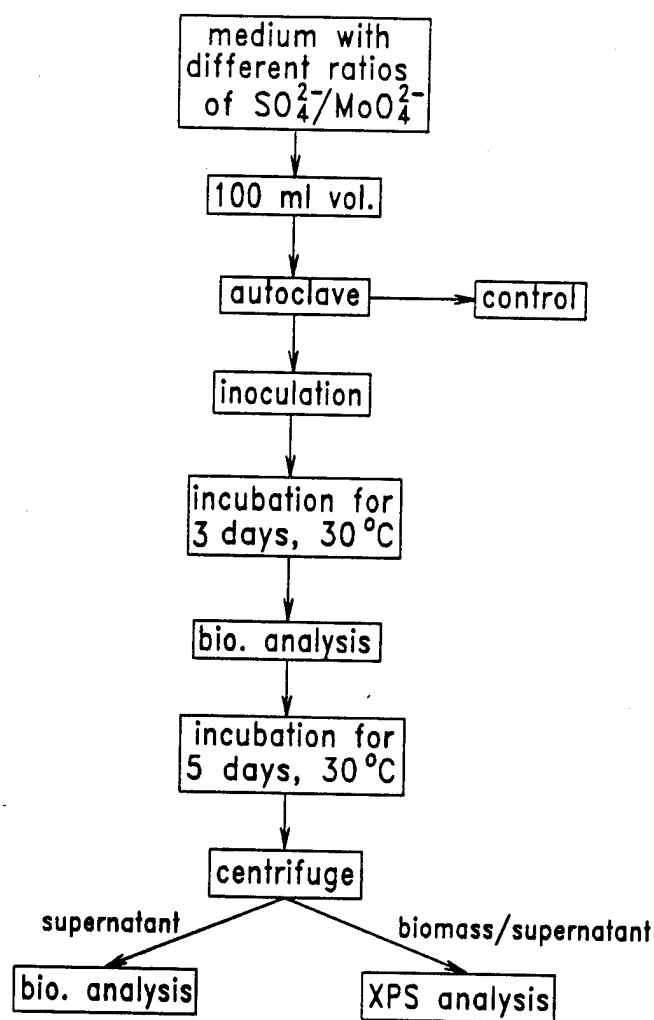 medium with
different ratios
of SO₄²⁻/MoO₄²⁻
100 ml vol.
autoclave
control
inoculation
incubation for
3 days, 30 °C
bio. analysis
incubation for
5 days, 30 °C
centrifuge
supernatant
biomass/supernatant
bio. analysis
XPS analysis